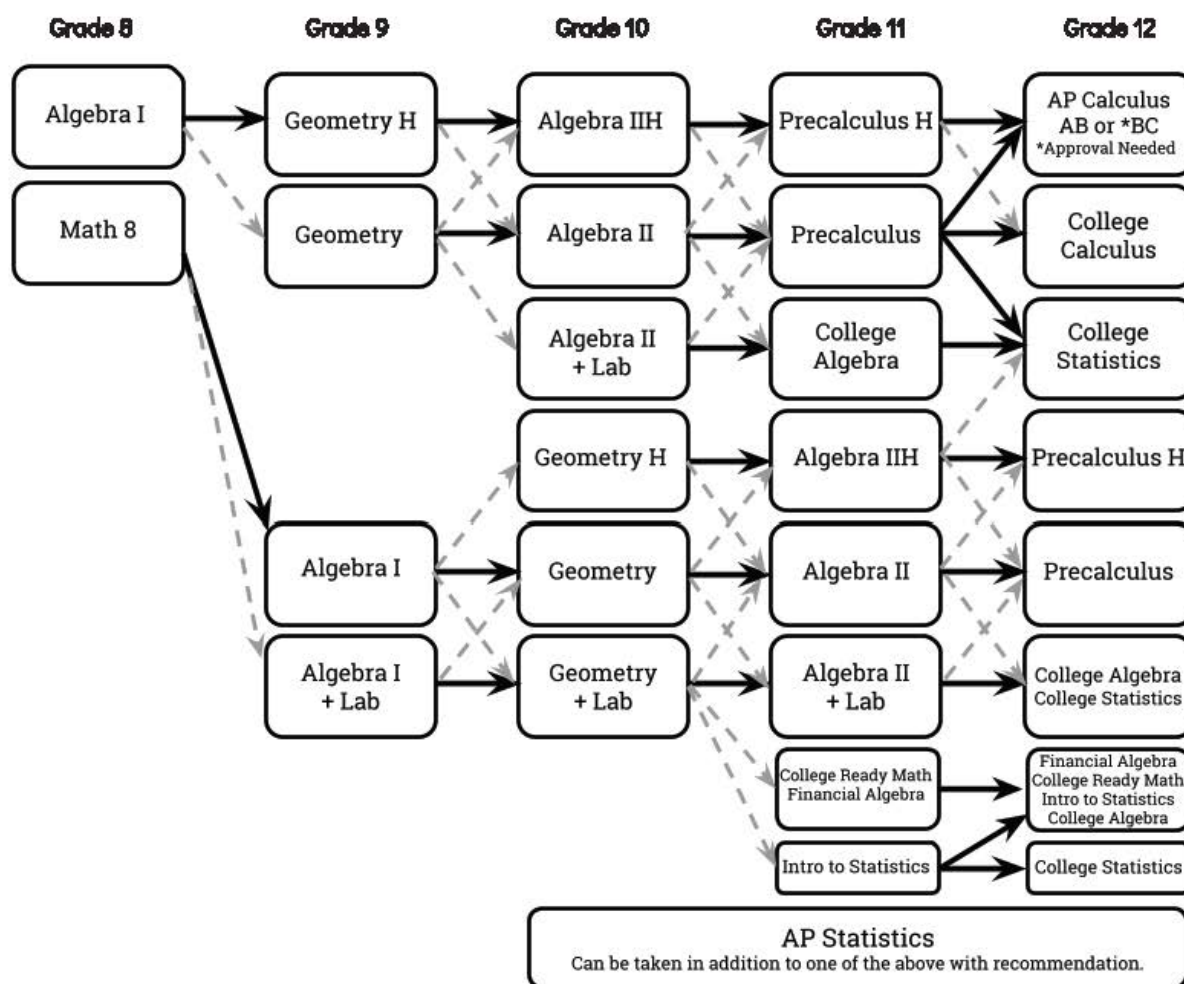 Grade 8
Grade 9
Grade 10
Grade 11
Grade 12
Algebra I
Math 8
Geometry H
Geometry
Algebra I
Algebra I
+ Lab
Algebra IIH
Algebra II
Algebra II
+ Lab
Geometry H
Geometry
Geometry
+ Lab
Precalculus H
Precalculus
College
Algebra
Algebra IIH
Algebra II
Algebra II
+ Lab
College Ready Math
Financial Algebra
Intro to Statistics
AP Calculus
AB or *BC
*Approval Needed
College
Calculus
College
Statistics
Precalculus H
Precalculus
College Algebra
College Statistics
Financial Algebra
College Ready Math
Intro to Statistics
College Algebra
College Statistics
AP Statistics
Can be taken in addition to one of the above with recommendation.